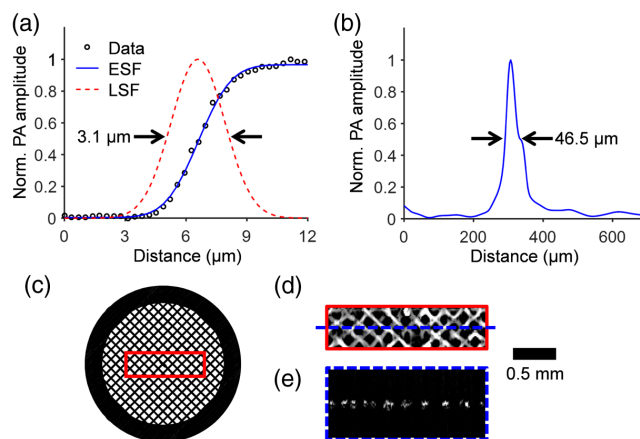 (a)
Norm. PA amplitude
1
0.8
0.6
0.4
0.2
0
Data
ESF
LSF
3.1 µm
0 3 6 9 12
Distance (µm)
(b)
Norm. PA amplitude
1
0.8
0.6
0.4
0.2
0
46.5 µm
0 200 400 600
Distance (µm)
(c)
(d)
(e)
0.5 mm